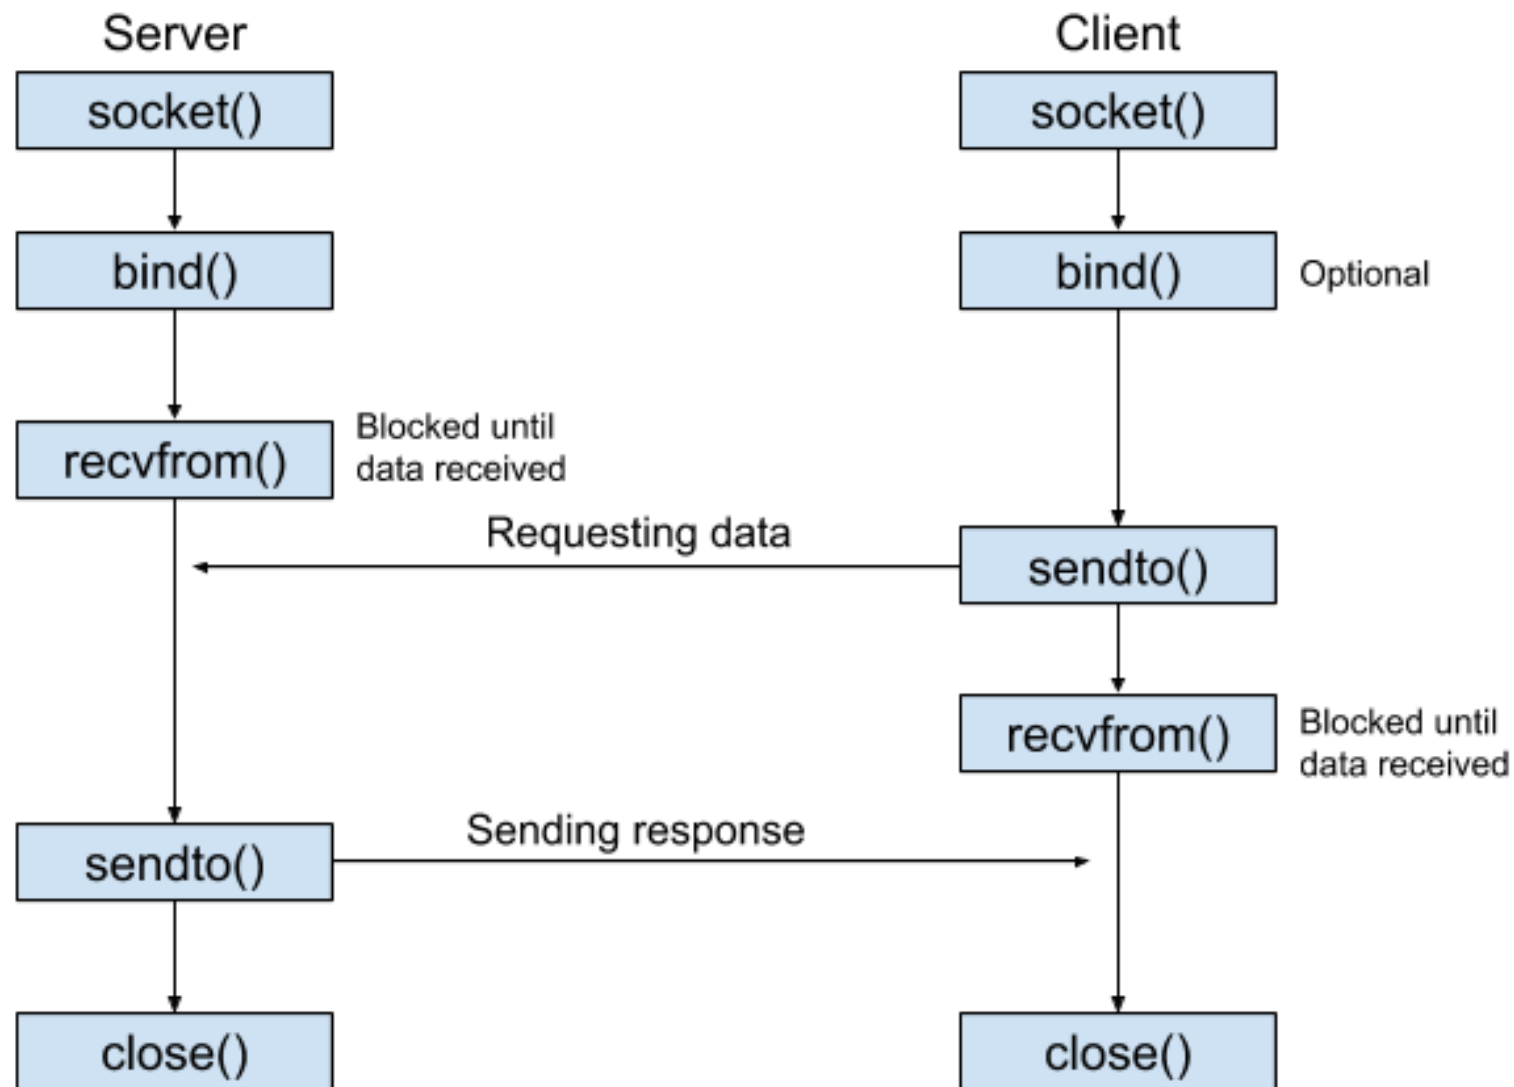 Server
Client
socket()
socket()
bind()
bind()
Optional
recvfrom()
Blocked until
data received
Requesting data
sendto()
recvfrom()
Blocked until
data received
Sending response
sendto()
close()
close()